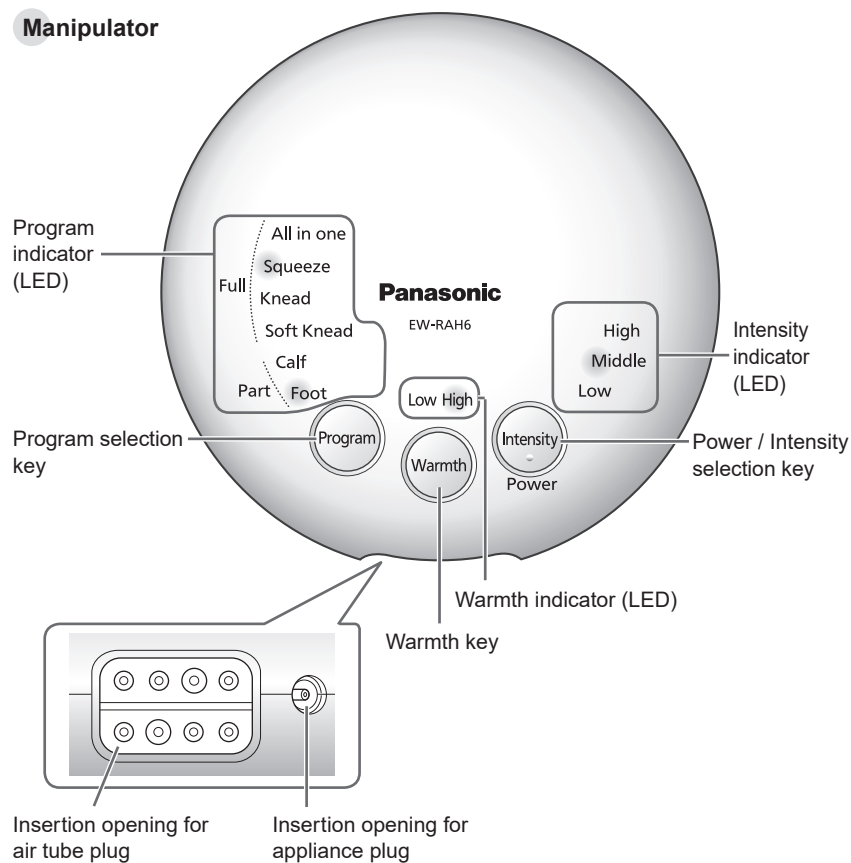 Manipulator
Program
indicator
(LED)
All in one
Squeeze
Full
Knead
Soft Knead
Calf
Part
Foot
Panasonic
EW-RAH6
High
Middle
Low
Intensity
indicator
(LED)
Low High
Program selection
key
Program
Warmth
Intensity
Power
Power / Intensity
selection key
Warmth indicator (LED)
Warmth key
Insertion opening for
air tube plug
Insertion opening for
appliance plug